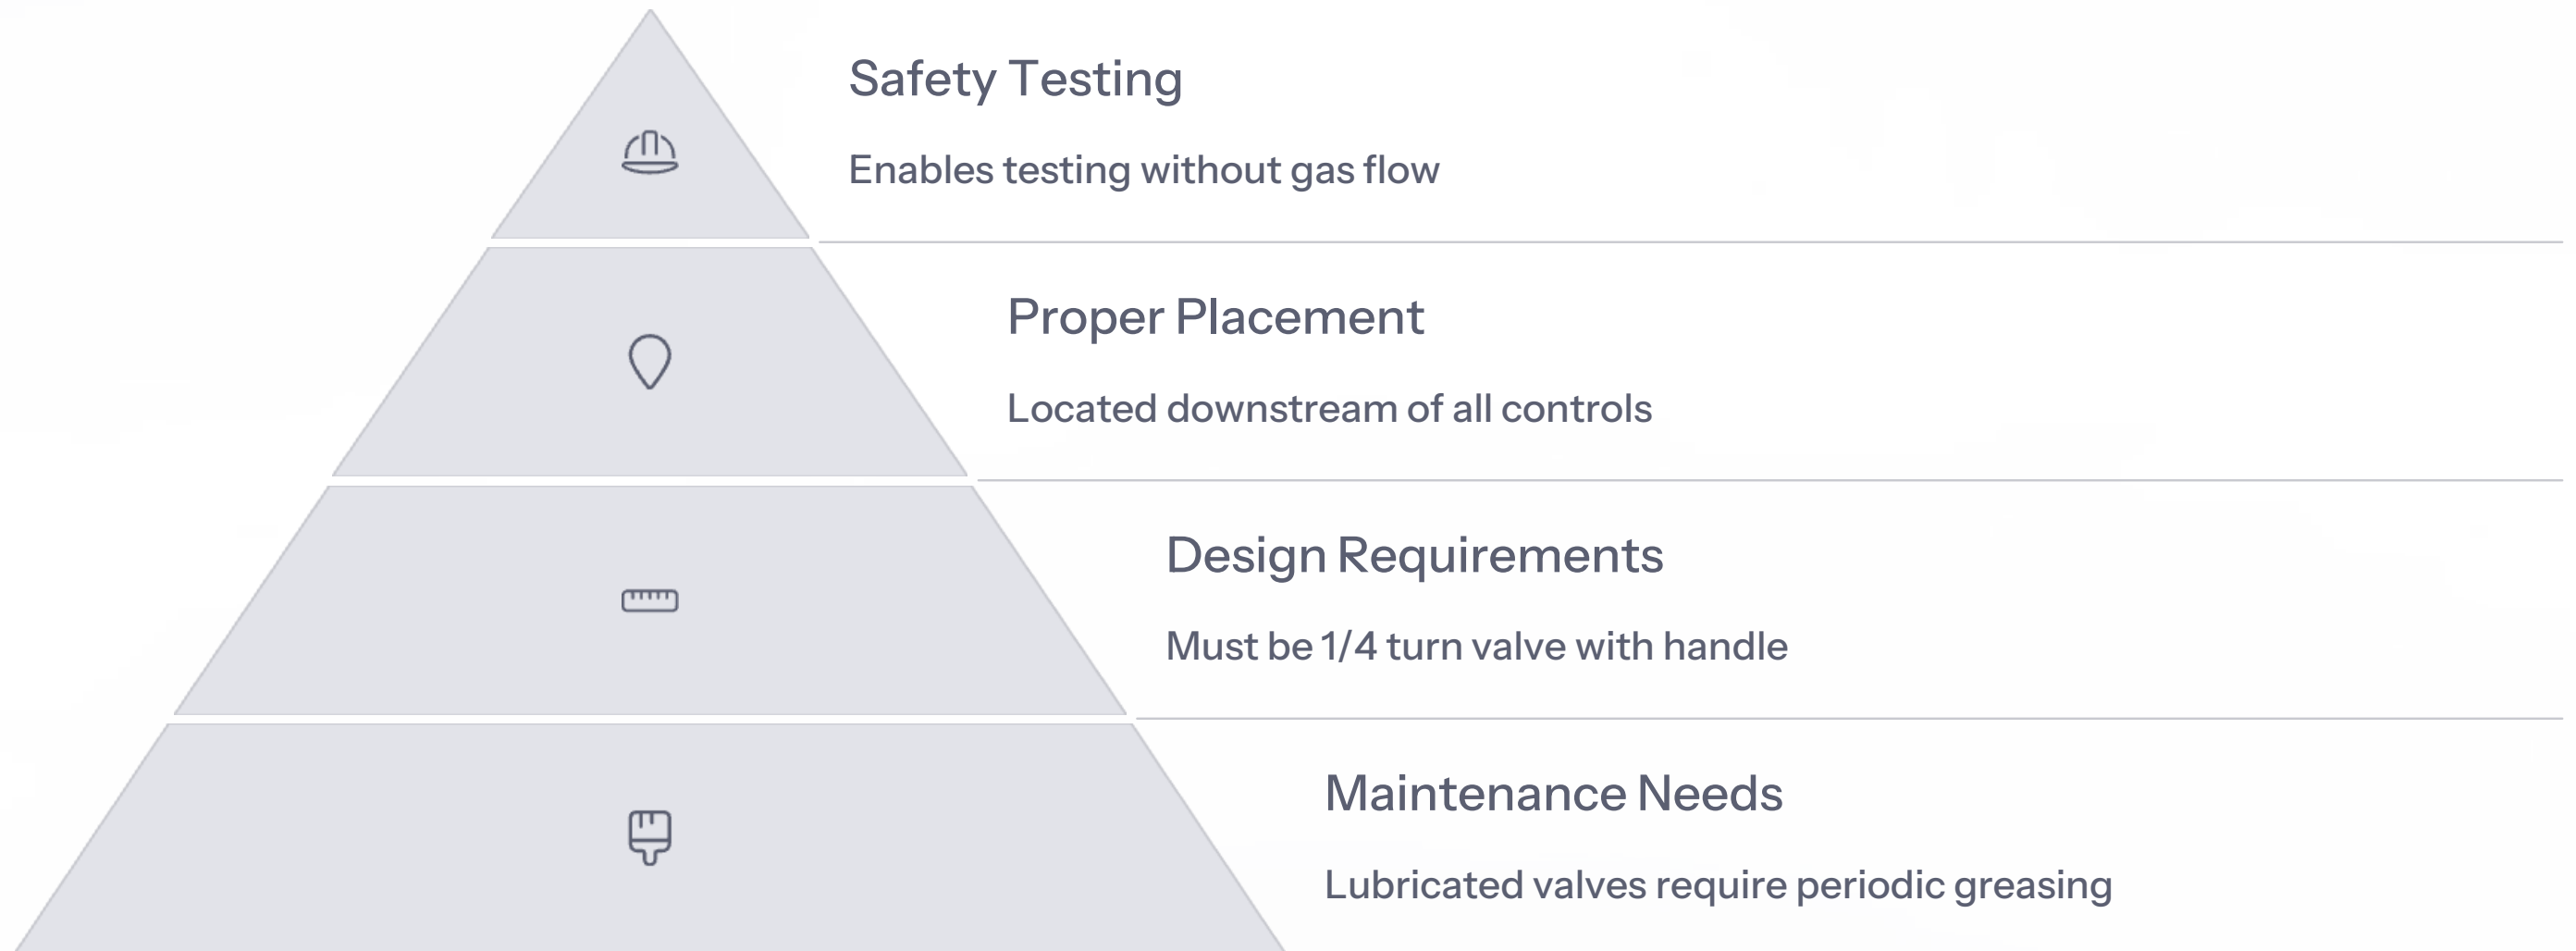 Safety Testing
Enables testing without gas flow
Proper Placement
Located downstream of all controls
Design Requirements
Must be 1/4 turn valve with handle
Maintenance Needs
Lubricated valves require periodic greasing